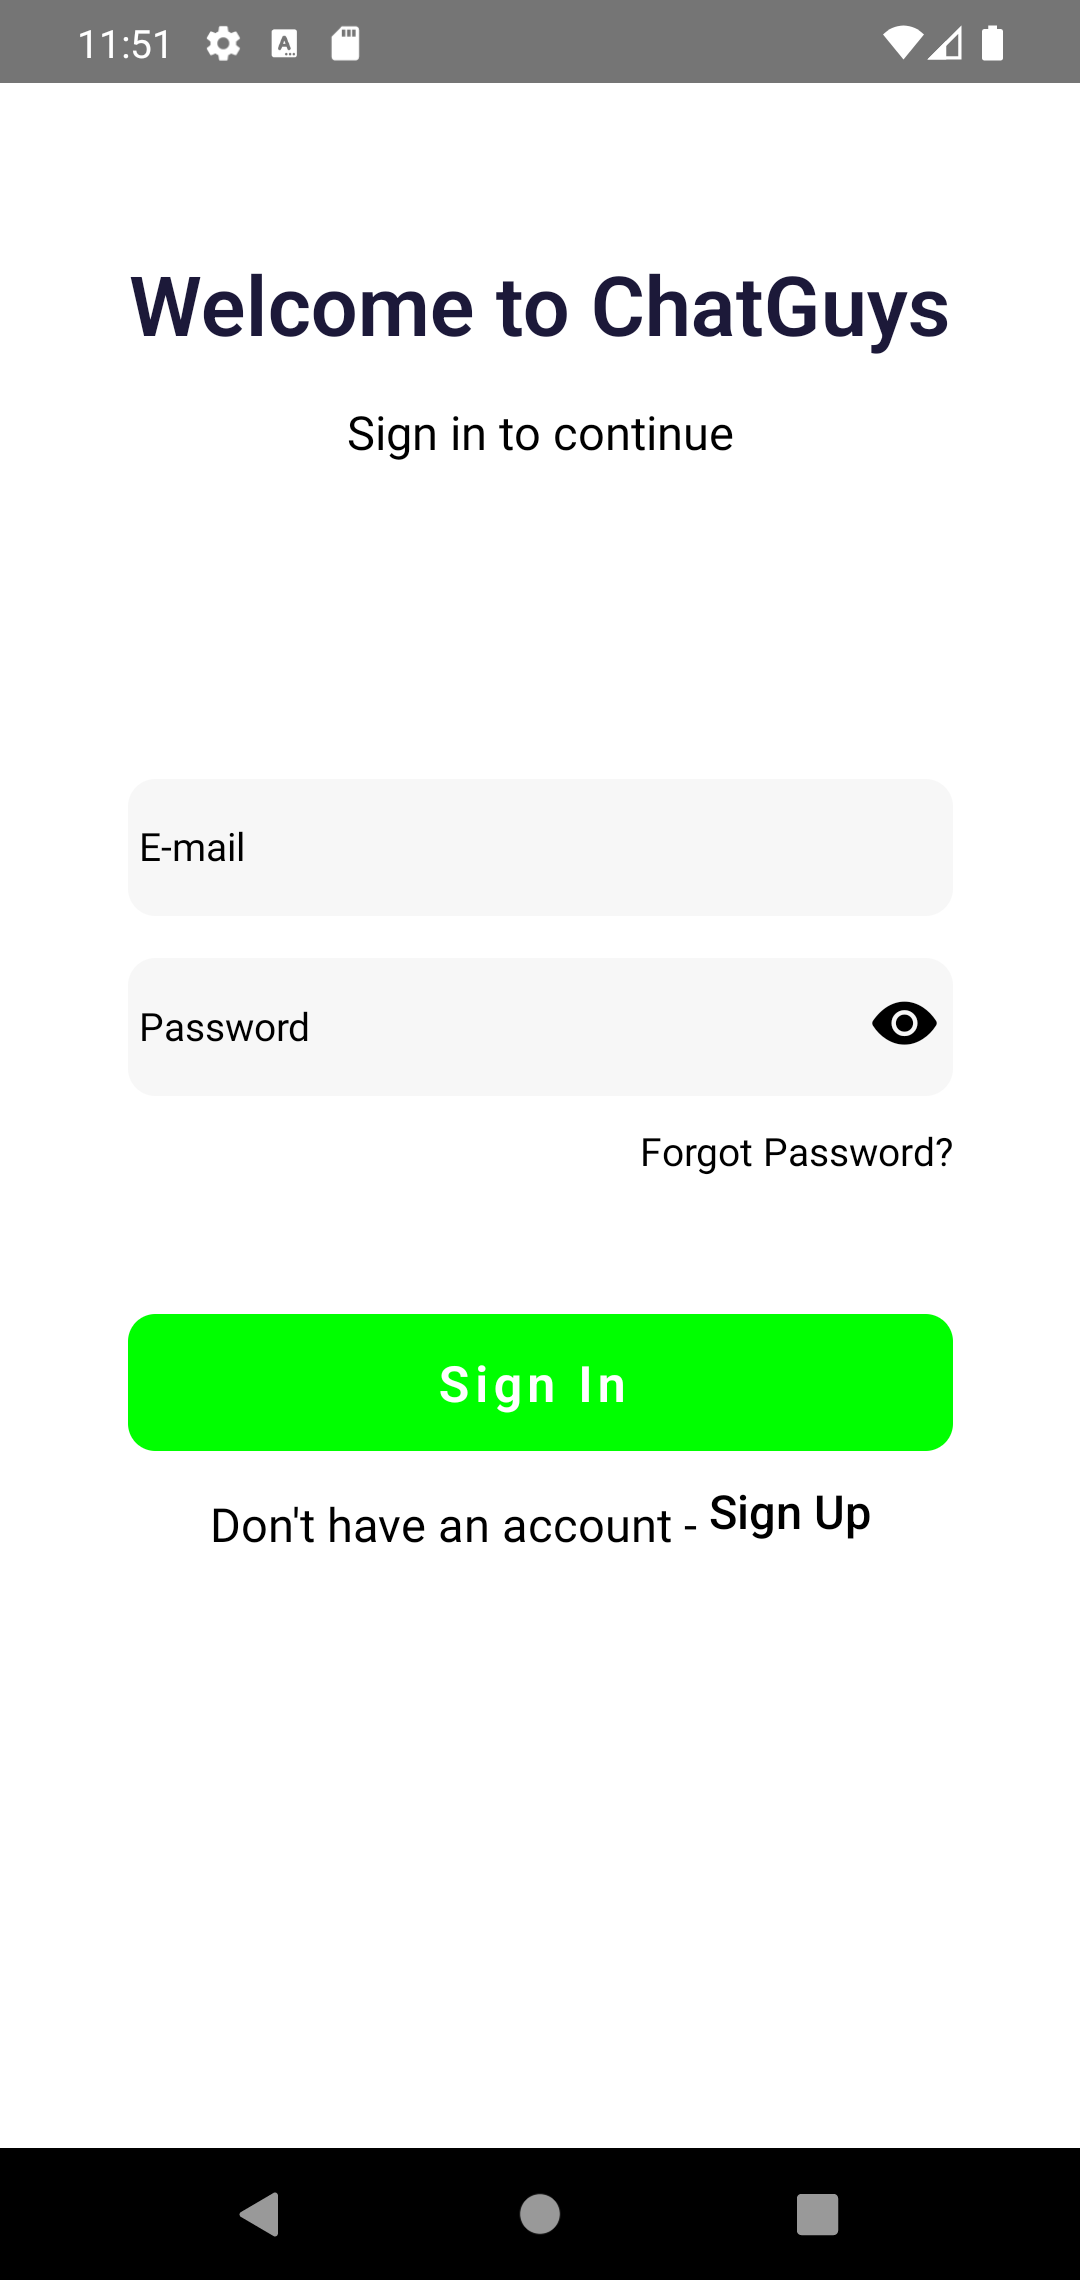 11:51
Welcome to ChatGuys
Sign in to continue
E-mail
Password
Forgot Password?
Sign In
Don't have an account - Sign Up